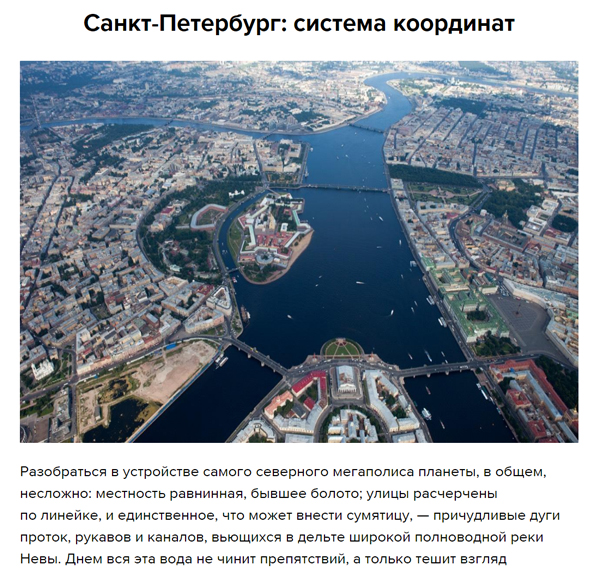 Санкт-Петербург: система координат
Разобраться в устройстве самого северного мегаполиса планеты, в общем,
несложно: местность равнинная, бывшее болото; улицы расчерчены
по линейке, и единственное, что может внести сумятицу, — причудливые дуги
проток, рукавов и каналов, вьющихся в дельте широкой полноводной реки
Невы. Днем вся эта вода не чинит препятствий, а только тешит взгляд